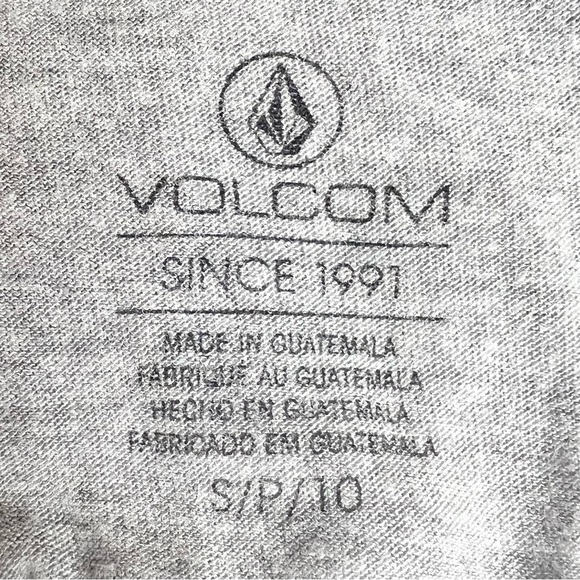 VOLCOM
SINCE 1991
MADE IN GUATEMALA
FABRIQUÉ AU GUATEMALA
HECHO EN GUATEMALA
FABRICADO EM GUATEMALA
S/P/10